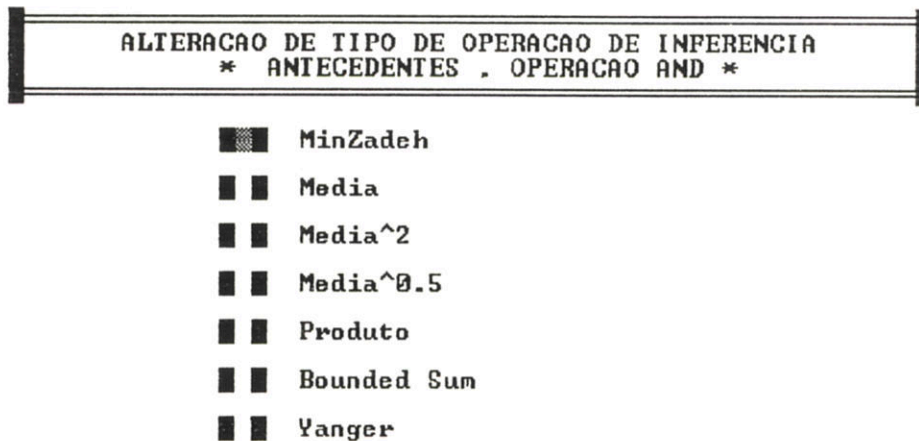 ALTERACAO DE TIPO DE OPERACAO DE INFERENCIA
* ANTECEDENTES . OPERACAO AND *
MinZadeh
Media
Media^2
Media^0.5
Produto
Bounded Sum
Yanger